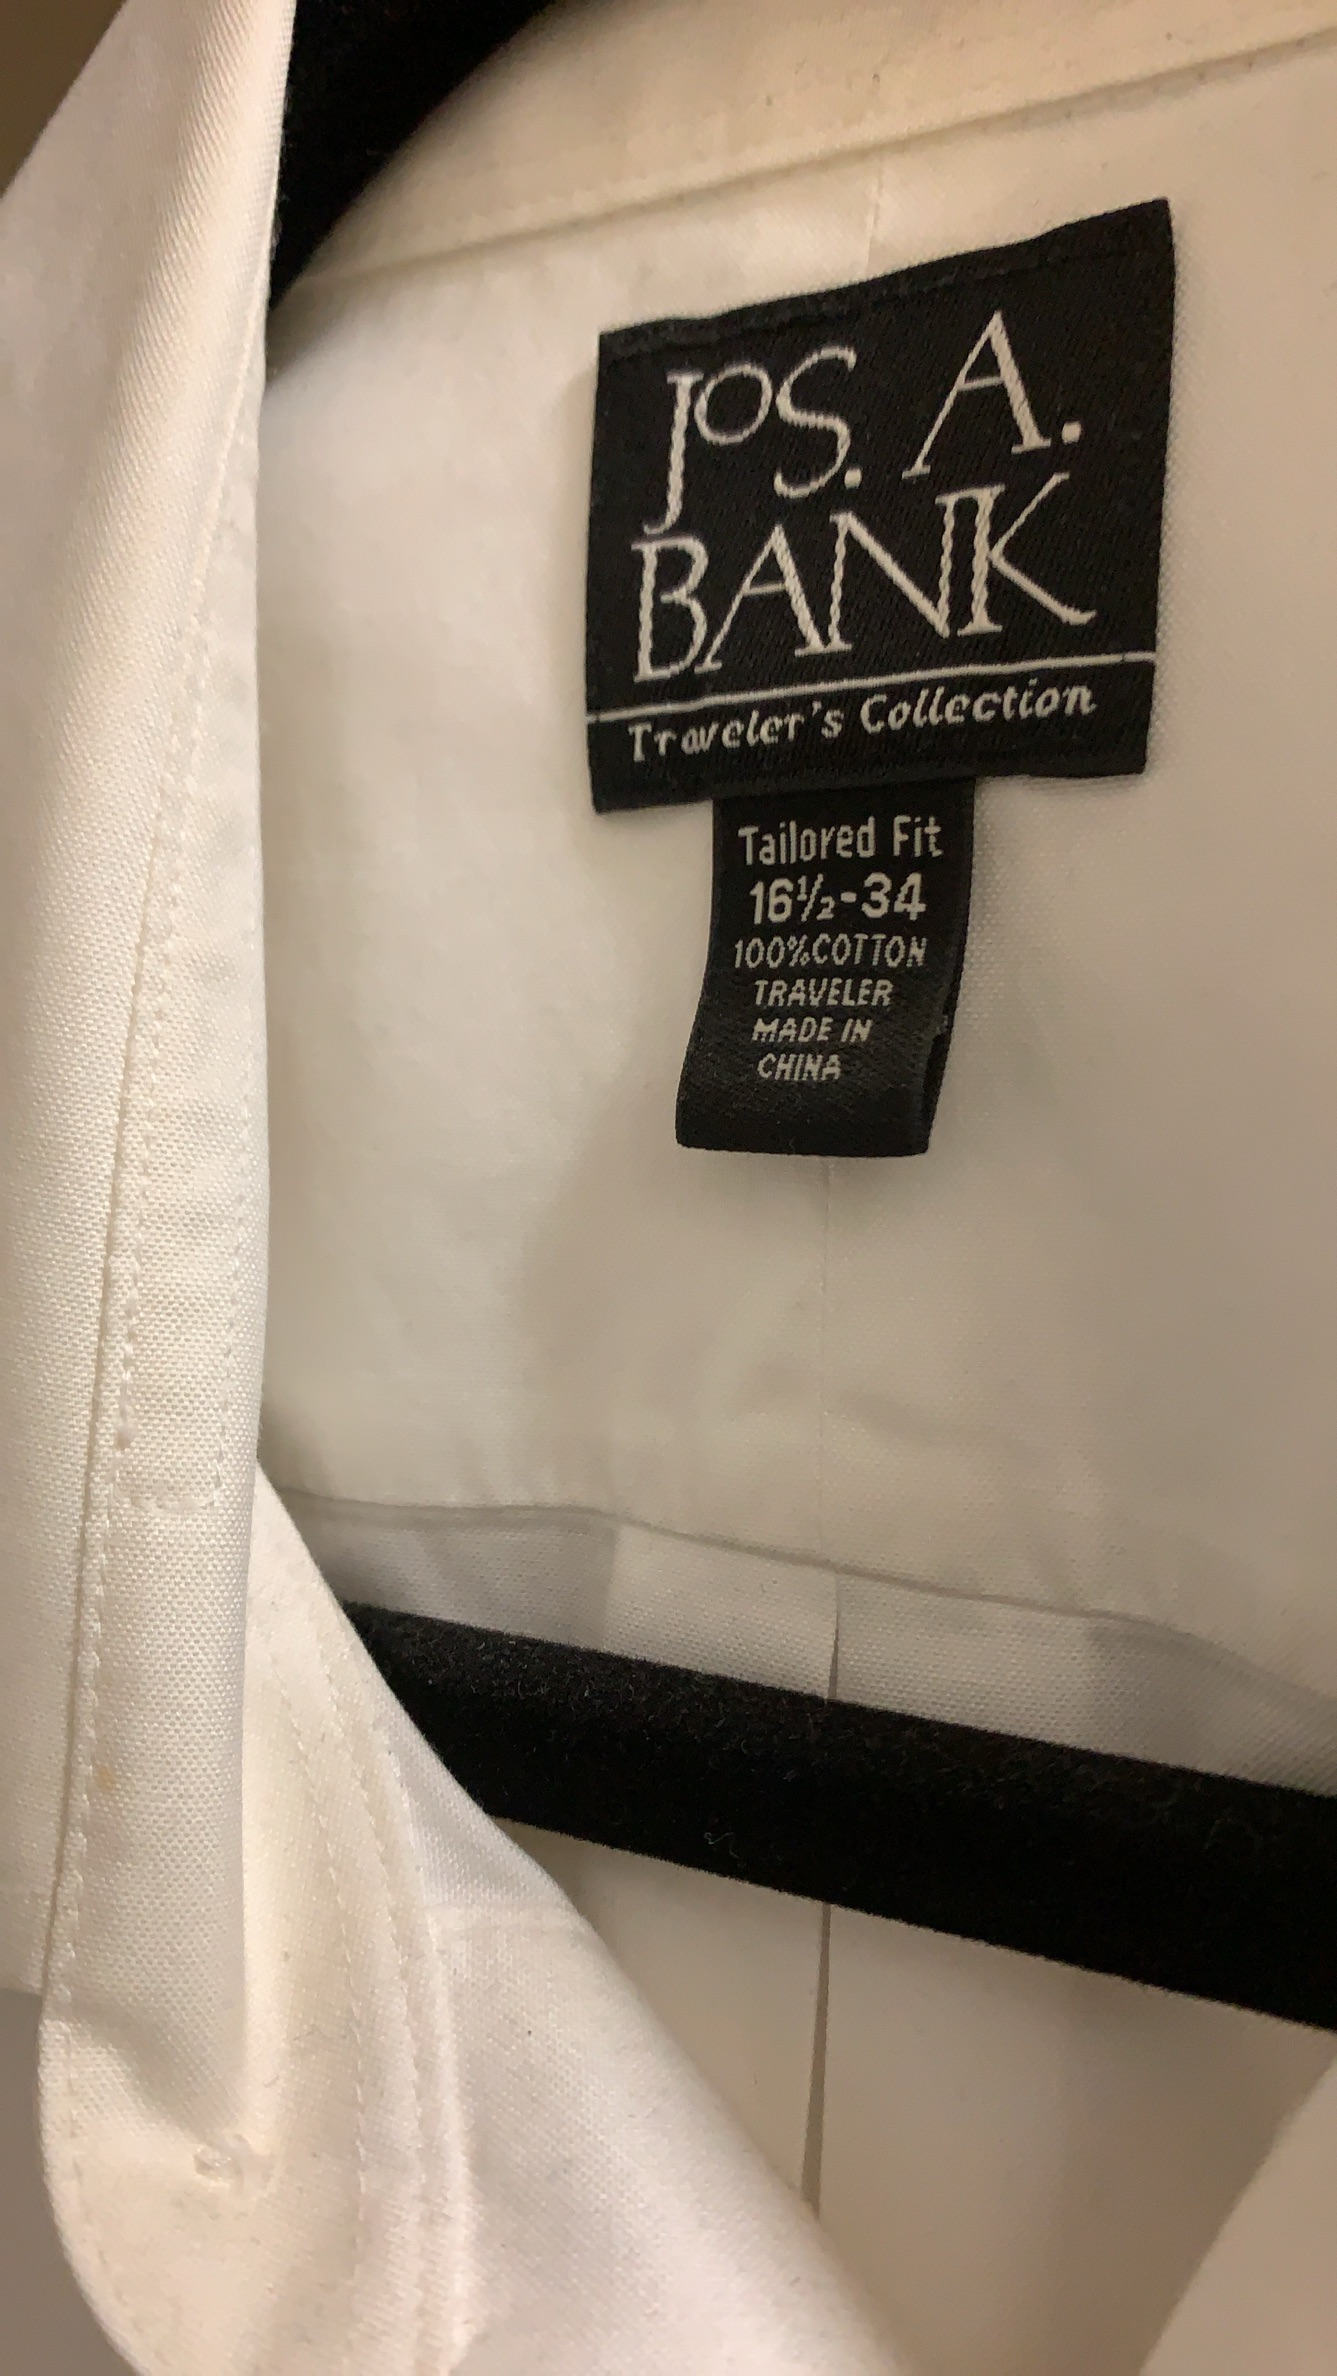 JOS. A.
BANK
Traveler's Collection
Tailored Fit
16½-34
100%COTTON
TRAVELER
MADE IN
CHINA